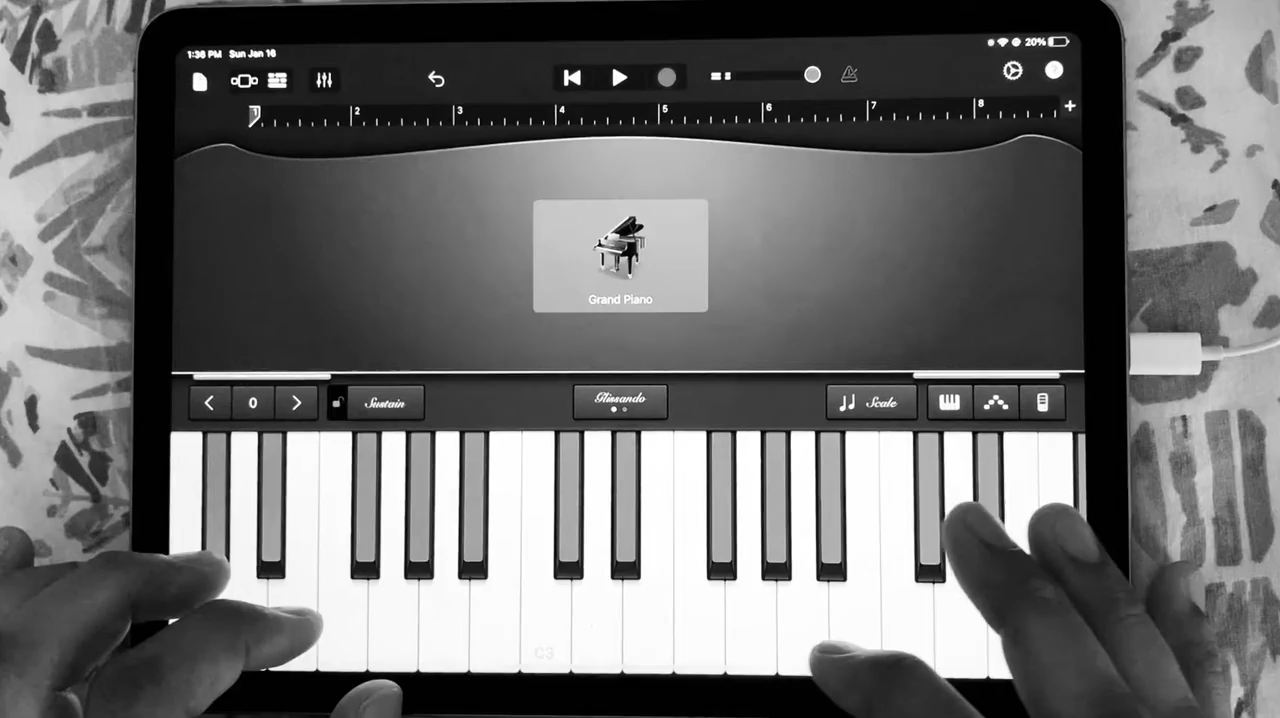 1:36 PM Sun Jan 16
20%
1 2 3 4 5 6 7 8 +
Grand Piano
0 Sustain Glissando Scale
C3